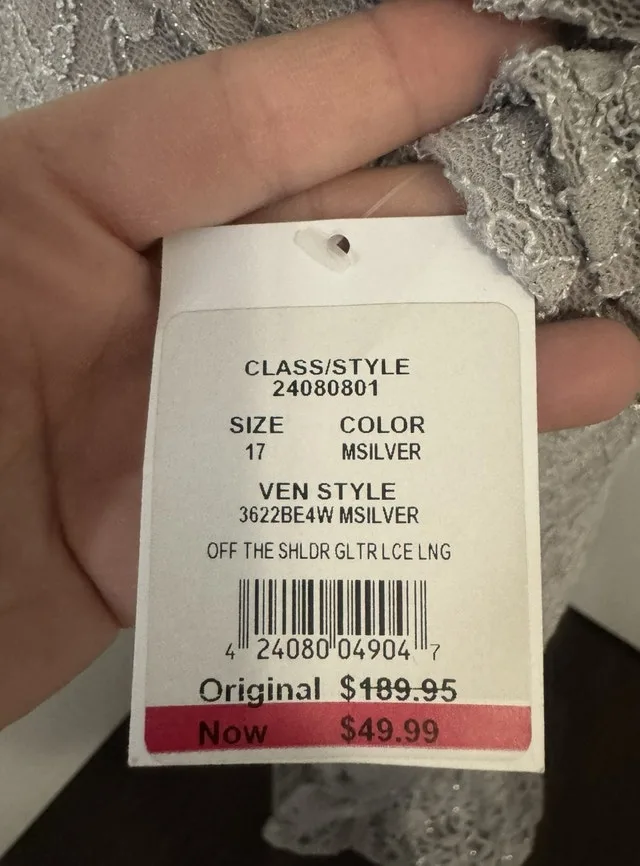 CLASS/STYLE
24080801
SIZE COLOR
17 MSILVER
VEN STYLE
3622BE4W MSILVER
OFF THE SHLDR GLTR LCE LNG
4 24080 04904 7
Original $189.95
Now $49.99